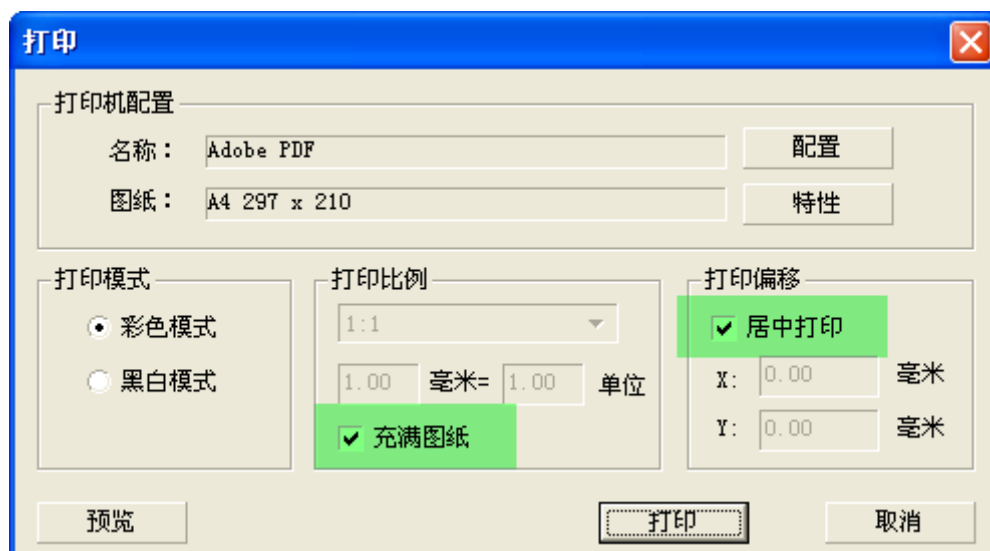 打印
打印机配置
名称： Adobe PDF 配置
图纸： A4 297 x 210 特性
打印模式 打印比例 打印偏移
彩色模式 1:1 居中打印
黑白模式 1.00 毫米= 1.00 单位 X: 0.00 毫米
充满图纸 Y: 0.00 毫米
预览 打印 取消